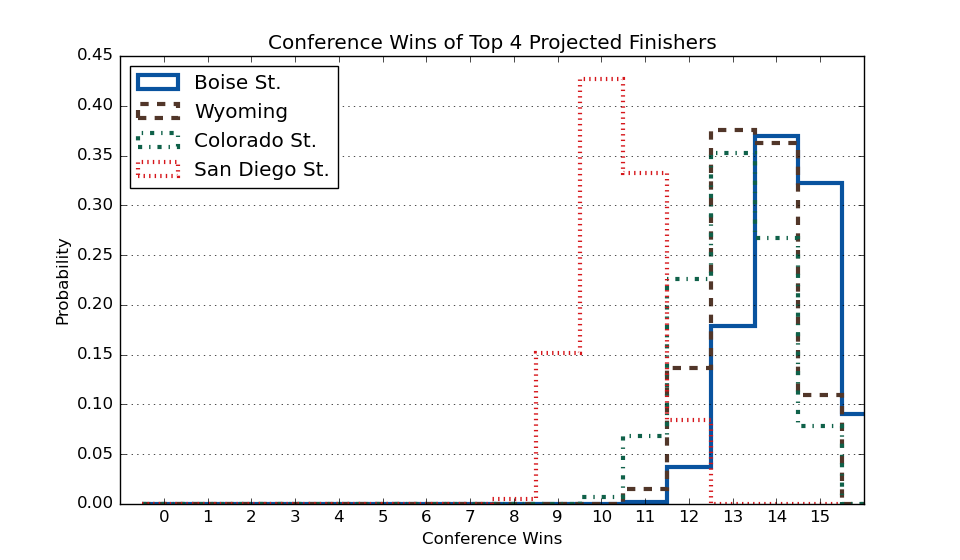 Conference Wins of Top 4 Projected Finishers
0.45
0.40
0.35
0.30
0.25
0.20
0.15
0.10
0.05
0.00
Probability
Boise St.
Wyoming
Colorado St.
San Diego St.
0 1 2 3 4 5 6 7 8 9 10 11 12 13 14 15
Conference Wins